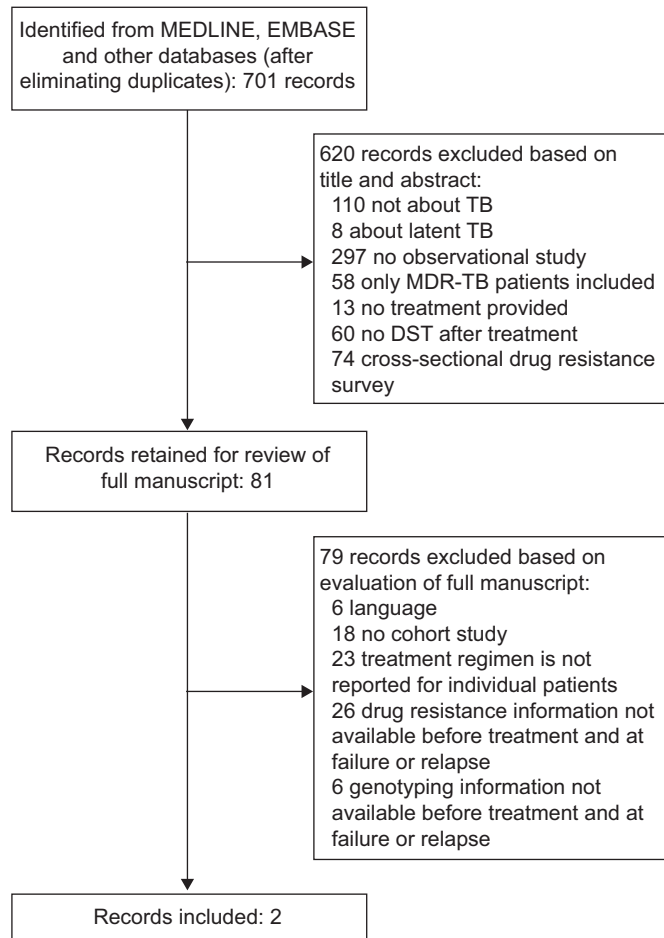 Identified from MEDLINE, EMBASE
and other databases (after
eliminating duplicates): 701 records
620 records excluded based on
title and abstract:
110 not about TB
8 about latent TB
297 no observational study
58 only MDR-TB patients included
13 no treatment provided
60 no DST after treatment
74 cross-sectional drug resistance
survey
Records retained for review of
full manuscript: 81
79 records excluded based on
evaluation of full manuscript:
6 language
18 no cohort study
23 treatment regimen is not
reported for individual patients
26 drug resistance information not
available before treatment and at
failure or relapse
6 genotyping information not
available before treatment and at
failure or relapse
Records included: 2